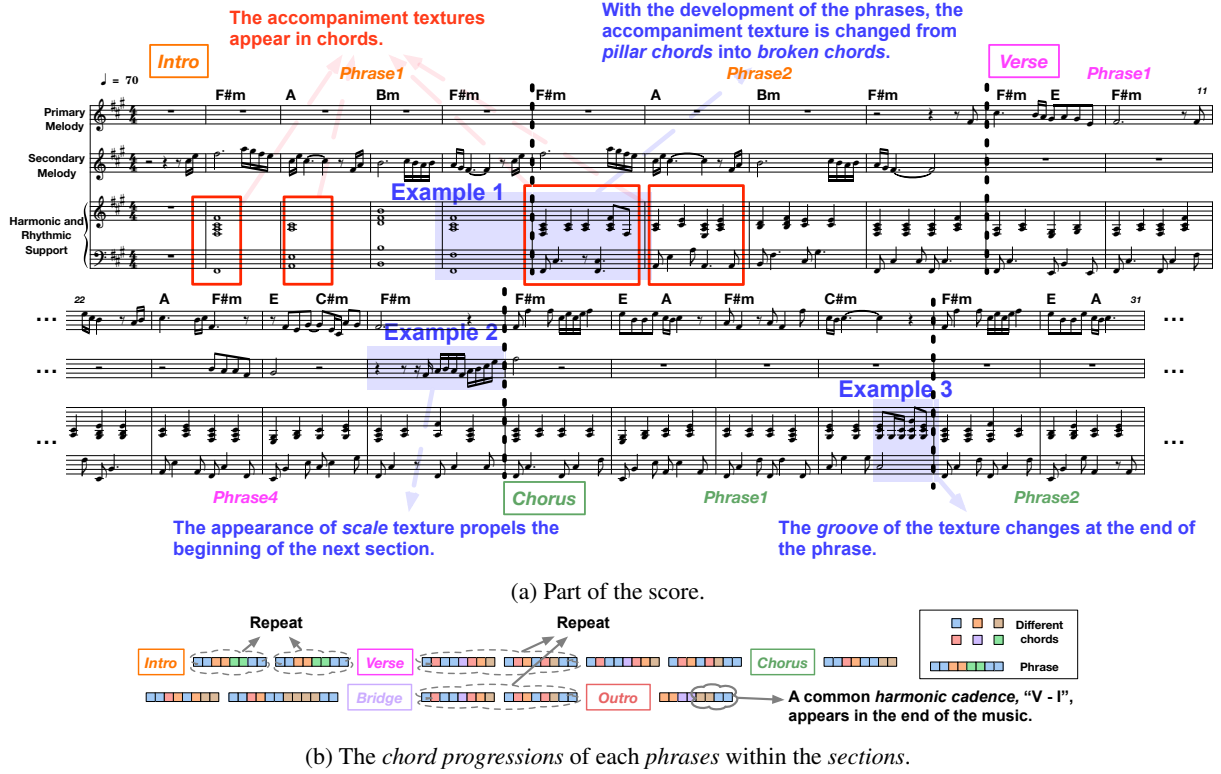 The accompaniment textures
appear in chords.
With the development of the phrases, the
accompaniment texture is changed from
pillar chords into broken chords.
♩ = 70
Intro
Phrase1
Phrase2
Verse
Phrase1
F#m A Bm F#m F#m A Bm F#m F#m E F#m 11
Primary
Melody
Secondary
Melody
Example 1
Harmonic and
Rhythmic
Support
22 A F#m E C#m F#m F#m E A F#m C#m F#m E A 31
... ...
Example 2
... ...
Example 3
... ...
Phrase4
Chorus
Phrase1
Phrase2
The appearance of scale texture propels the
beginning of the next section.
The groove of the texture changes at the end of
the phrase.
(a) Part of the score.
Repeat
Repeat
Different
chords
Phrase
Intro
Verse
Chorus
Bridge
Outro
A common harmonic cadence, “V - I”,
appears in the end of the music.
(b) The chord progressions of each phrases within the sections.